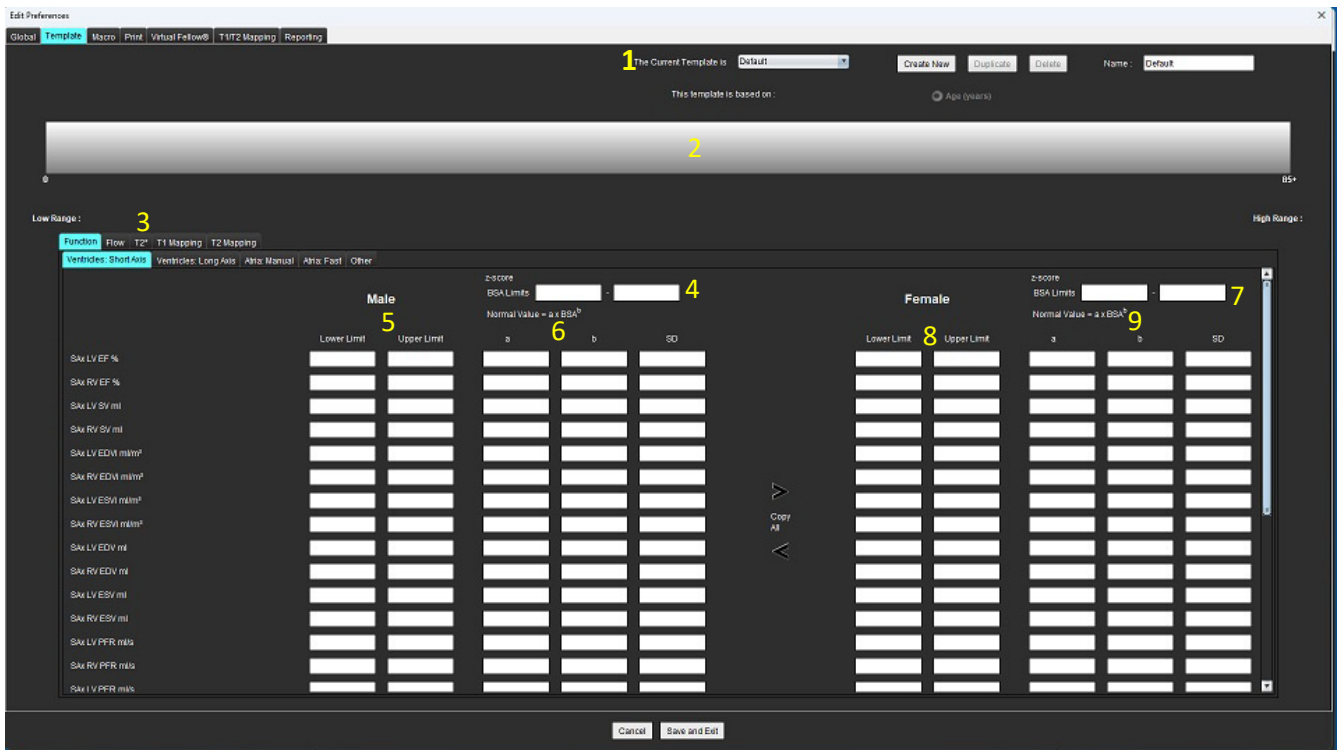 Edit Preferences
Global Template Macro Print Virtual Fellow® T1/T2 Mapping Reporting
1 The Current Template is Default Create New Duplicate Delete Name : Default
This template is based on : Age (years)
2
0 85+
Low Range : High Range :
3
Function Flow T2* T1 Mapping T2 Mapping
Ventricles: Short Axis Ventricles: Long Axis Atria: Manual Atria: Fast Other
z-score z-score
Male BSA Limits - 4 Female BSA Limits - 7
Normal Value = a x BSAᵇ Normal Value = a x BSAᵇ
5 6 8 9
Lower Limit Upper Limit a b SD Lower Limit Upper Limit a b SD
SAx LV EF %
SAx RV EF %
SAx LV SV ml
SAx RV SV ml
SAx LV EDVI ml/m²
SAx RV EDVI ml/m²
SAx LV ESVI ml/m²
>
SAx RV ESVI ml/m²
Copy
All
SAx LV EDV ml
<
SAx RV EDV ml
SAx LV ESV ml
SAx RV ESV ml
SAx LV PFR ml/s
SAx RV PFR ml/s
SAx LV PER ml/s
Cancel Save and Exit